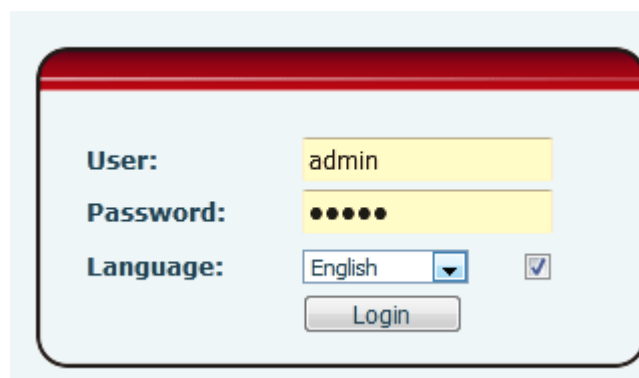 User: admin
Password: •••••
Language: English
Login